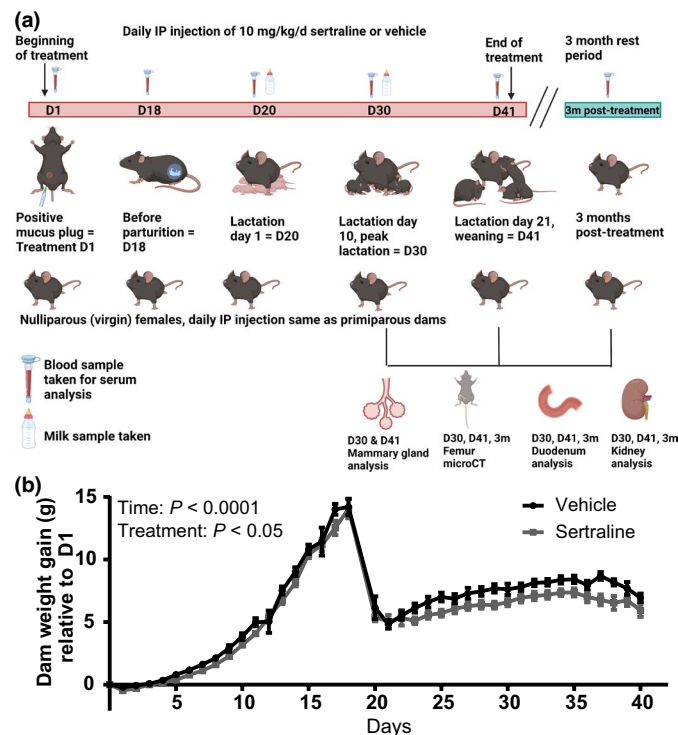 (a)
Daily IP injection of 10 mg/kg/d sertraline or vehicle
Beginning
of treatment
End of
treatment
3 month rest
period
D1
D18
D20
D30
D41
3m post-treatment
Positive
mucus plug =
Treatment D1
Before
parturition =
D18
Lactation
day 1 = D20
Lactation day
10, peak
lactation = D30
Lactation day 21,
weaning = D41
3 months
post-treatment
Nulliparous (virgin) females, daily IP injection same as primiparous dams
Blood sample
taken for serum
analysis
Milk sample taken
D30 & D41
Mammary gland
analysis
D30, D41, 3m
Femur
microCT
D30, D41, 3m
Duodenum
analysis
D30, D41, 3m
Kidney
analysis
(b)
Dam weight gain (g)
relative to D1
15
10
5
0
Time: P < 0.0001
Treatment: P < 0.05
Vehicle
Sertraline
5
10
15
20
25
30
35
40
Days